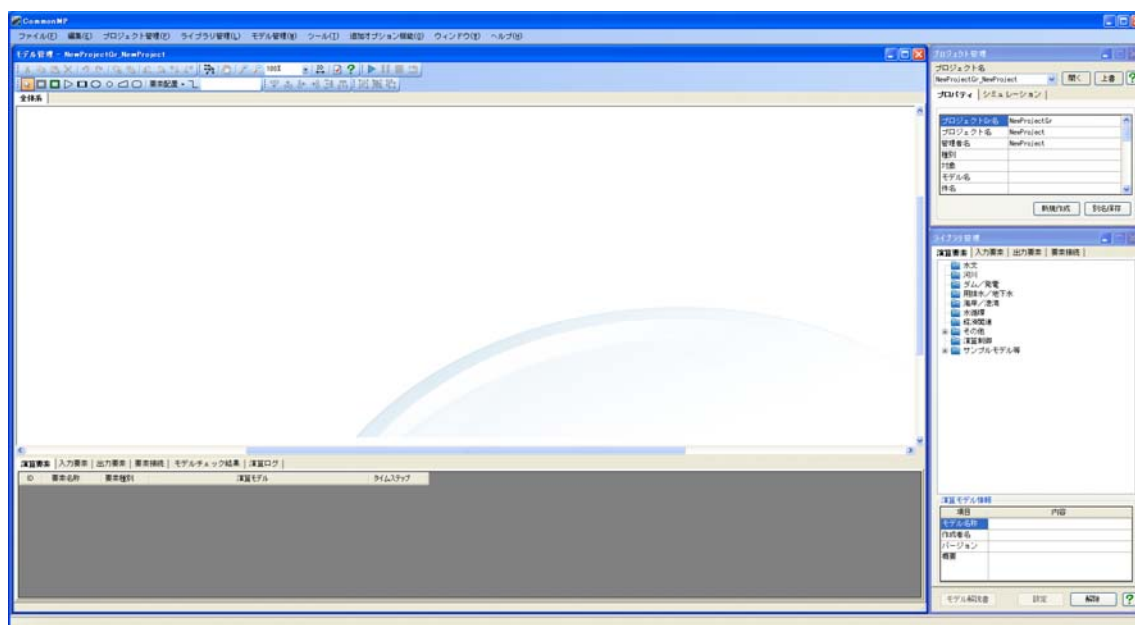 CommonMP
ファイル(F) 編集(E) プロジェクト管理(P) ライブラリ管理(L) モデル管理(M) ツール(T) 追加オプション機能(O) ウィンドウ(W) ヘルプ(H)
モデル管理 - NewProjectGr_NewProject
100%
要素配置
全体系
演算要素 入力要素 出力要素 要素接続 モデルチェック結果 演算ログ
ID 要素名称 要素種別 演算モデル タイムステップ
プロジェクト管理
プロジェクト名
NewProjectGr_NewProject 開く 上書 ?
プロパティ シミュレーション
プロジェクトGr名 NewProjectGr
プロジェクト名 NewProject
管理者名 NewProject
種別
対象
モデル名
件名
新規作成 別名保存
ライブラリ管理
演算要素 入力要素 出力要素 要素接続
水文
河川
ダム/発電
用排水/地下水
海岸/港湾
水循環
経済関連
その他
演算制御
サンプルモデル等
演算モデル情報
項目 内容
モデル名称
作成者名
バージョン
概要
モデル解説書 設定 解除 ?